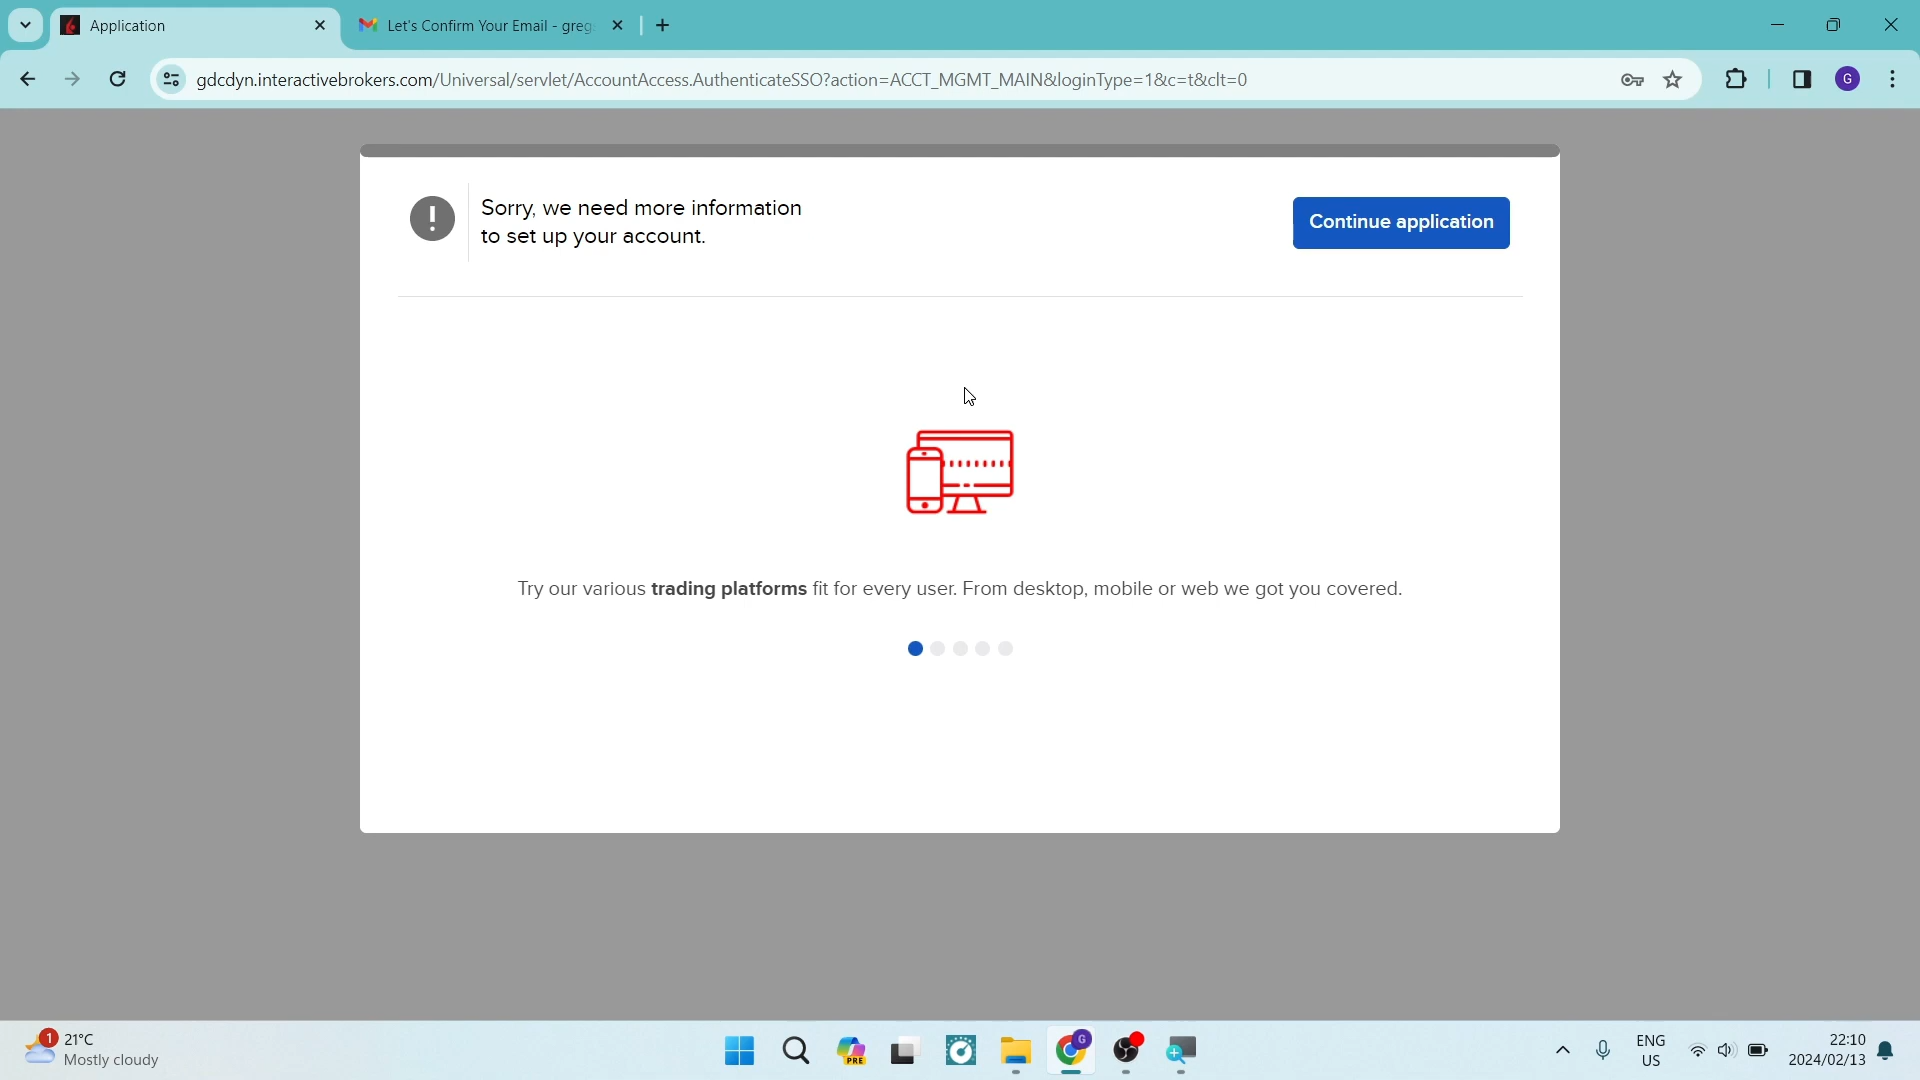 Application
Let's Confirm Your Email - greg
gdcdyn.interactivebrokers.com/Universal/servlet/AccountAccess.AuthenticateSSO?action=ACCT_MGMT_MAIN&loginType=1&c=t&clt=0
G
Sorry, we need more information
to set up your account.
Continue application
Try our various trading platforms fit for every user. From desktop, mobile or web we got you covered.
1
21°C
Mostly cloudy
PRE
G
ENG
US
22:10
2024/02/13